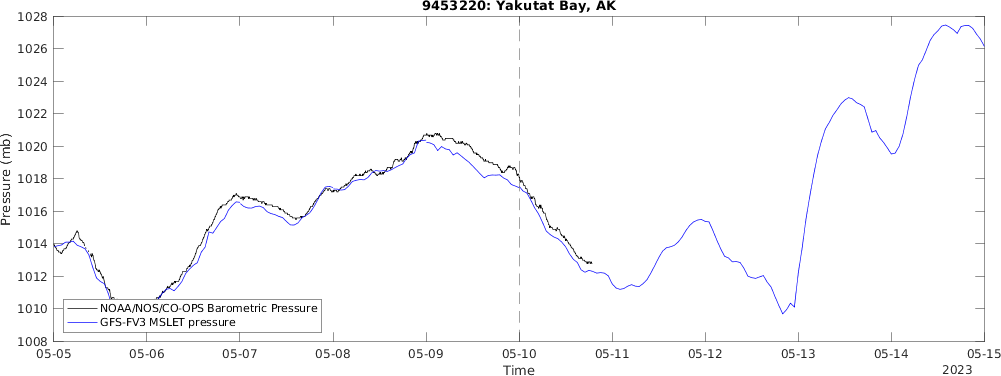 9453220: Yakutat Bay, AK
Pressure (mb)
1028
1026
1024
1022
1020
1018
1016
1014
1012
1010
1008
NOAA/NOS/CO-OPS Barometric Pressure
GFS-FV3 MSLET pressure
05-05 05-06 05-07 05-08 05-09 05-10 05-11 05-12 05-13 05-14 05-15
Time
2023